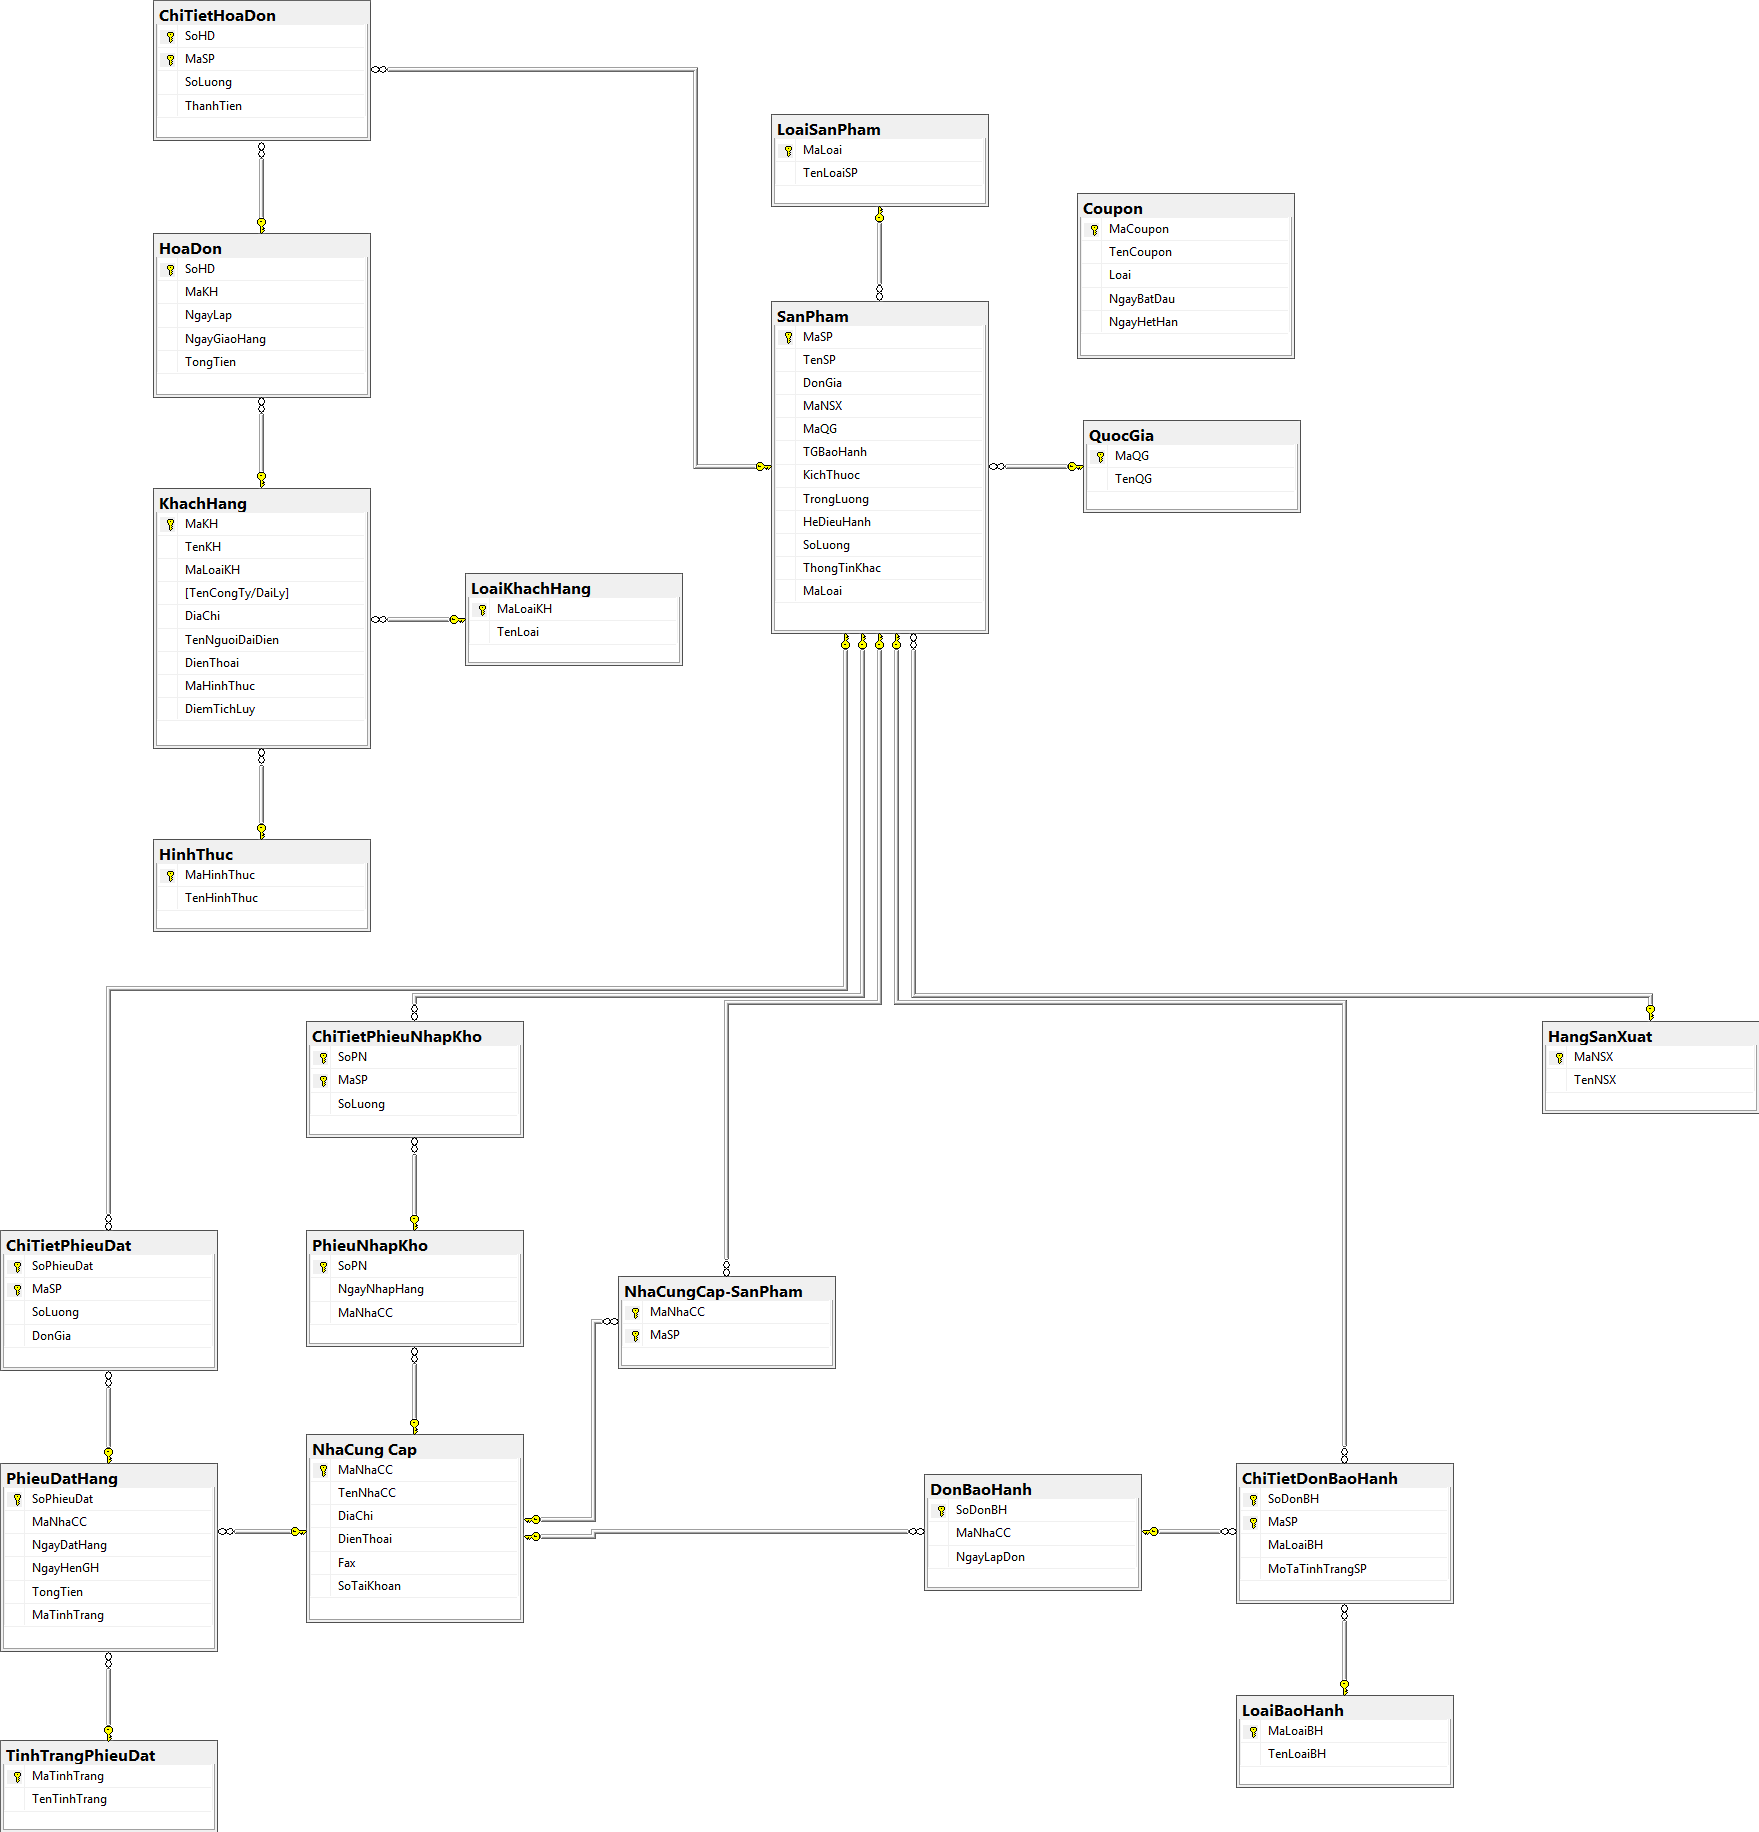 ChiTietHoaDon
SoHD
MaSP
SoLuong
ThanhTien
HoaDon
SoHD
MaKH
NgayLap
NgayGiaoHang
TongTien
KhachHang
MaKH
TenKH
MaLoaiKH
[TenCongTy/DaiLy]
DiaChi
TenNguoiDaiDien
DienThoai
MaHinhThuc
DiemTichLuy
LoaiKhachHang
MaLoaiKH
TenLoai
HinhThuc
MaHinhThuc
TenHinhThuc
LoaiSanPham
MaLoai
TenLoaiSP
Coupon
MaCoupon
TenCoupon
Loai
NgayBatDau
NgayHetHan
SanPham
MaSP
TenSP
DonGia
MaNSX
MaQG
TGBaoHanh
KichThuoc
TrongLuong
HeDieuHanh
SoLuong
ThongTinKhac
MaLoai
QuocGia
MaQG
TenQG
ChiTietPhieuNhapKho
SoPN
MaSP
SoLuong
HangSanXuat
MaNSX
TenNSX
ChiTietPhieuDat
SoPhieuDat
MaSP
SoLuong
DonGia
PhieuNhapKho
SoPN
NgayNhapHang
MaNhaCC
NhaCungCap-SanPham
MaNhaCC
MaSP
PhieuDatHang
SoPhieuDat
MaNhaCC
NgayDatHang
NgayHenGH
TongTien
MaTinhTrang
NhaCung Cap
MaNhaCC
TenNhaCC
DiaChi
DienThoai
Fax
SoTaiKhoan
DonBaoHanh
SoDonBH
MaNhaCC
NgayLapDon
ChiTietDonBaoHanh
SoDonBH
MaSP
MaLoaiBH
MoTaTinhTrangSP
LoaiBaoHanh
MaLoaiBH
TenLoaiBH
TinhTrangPhieuDat
MaTinhTrang
TenTinhTrang